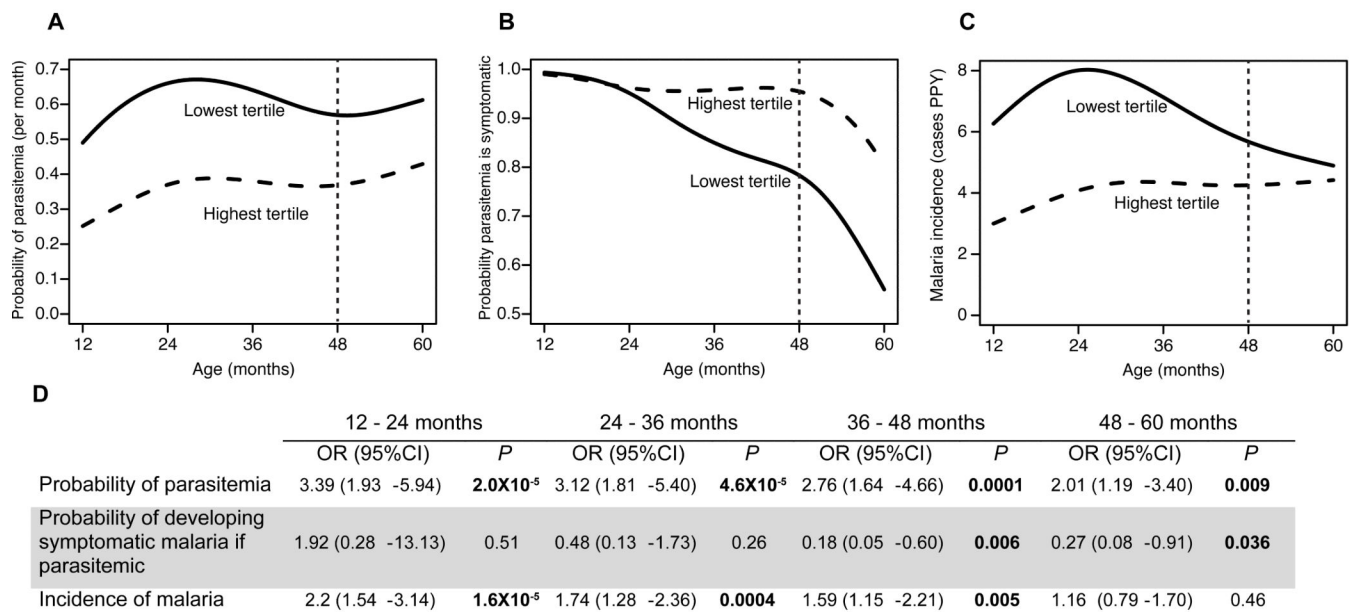 A
Probability of parasitemia (per month)
0.7
0.6
0.5
0.4
0.3
0.2
0.1
0.0
Lowest tertile
Highest tertile
12 24 36 48 60
Age (months)
B
Probability parasitemia is symptomatic
1.0
0.9
0.8
0.7
0.6
0.5
Highest tertile
Lowest tertile
12 24 36 48 60
Age (months)
C
Malaria incidence (cases PPY)
8
6
4
2
0
Lowest tertile
Highest tertile
12 24 36 48 60
Age (months)
D
12 - 24 months 24 - 36 months 36 - 48 months 48 - 60 months
OR (95%CI) P OR (95%CI) P OR (95%CI) P OR (95%CI) P
Probability of parasitemia 3.39 (1.93 -5.94) 2.0X10⁻⁵ 3.12 (1.81 -5.40) 4.6X10⁻⁵ 2.76 (1.64 -4.66) 0.0001 2.01 (1.19 -3.40) 0.009
Probability of developing
symptomatic malaria if 1.92 (0.28 -13.13) 0.51 0.48 (0.13 -1.73) 0.26 0.18 (0.05 -0.60) 0.006 0.27 (0.08 -0.91) 0.036
parasitemic
Incidence of malaria 2.2 (1.54 -3.14) 1.6X10⁻⁵ 1.74 (1.28 -2.36) 0.0004 1.59 (1.15 -2.21) 0.005 1.16 (0.79 -1.70) 0.46